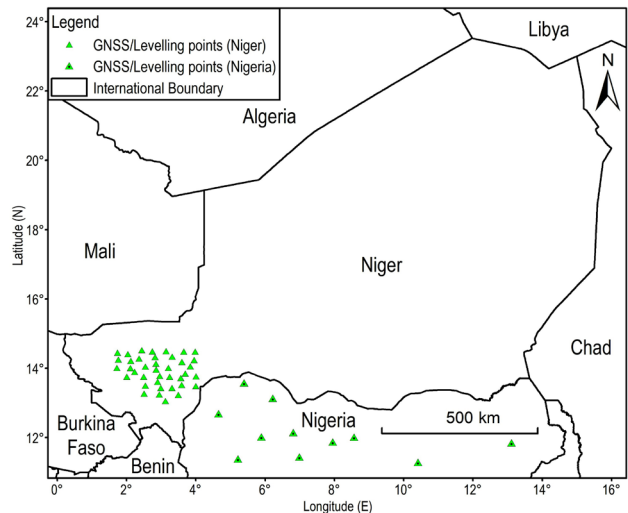 24°
22°
20°
18°
16°
14°
12°
Latitude (N)
Legend
GNSS/Levelling points (Niger)
GNSS/Levelling points (Nigeria)
International Boundary
Libya
N
Algeria
Mali
Niger
Chad
Burkina
Faso
Benin
Nigeria
500 km
0°
2°
4°
6°
8°
10°
12°
14°
16°
Longitude (E)